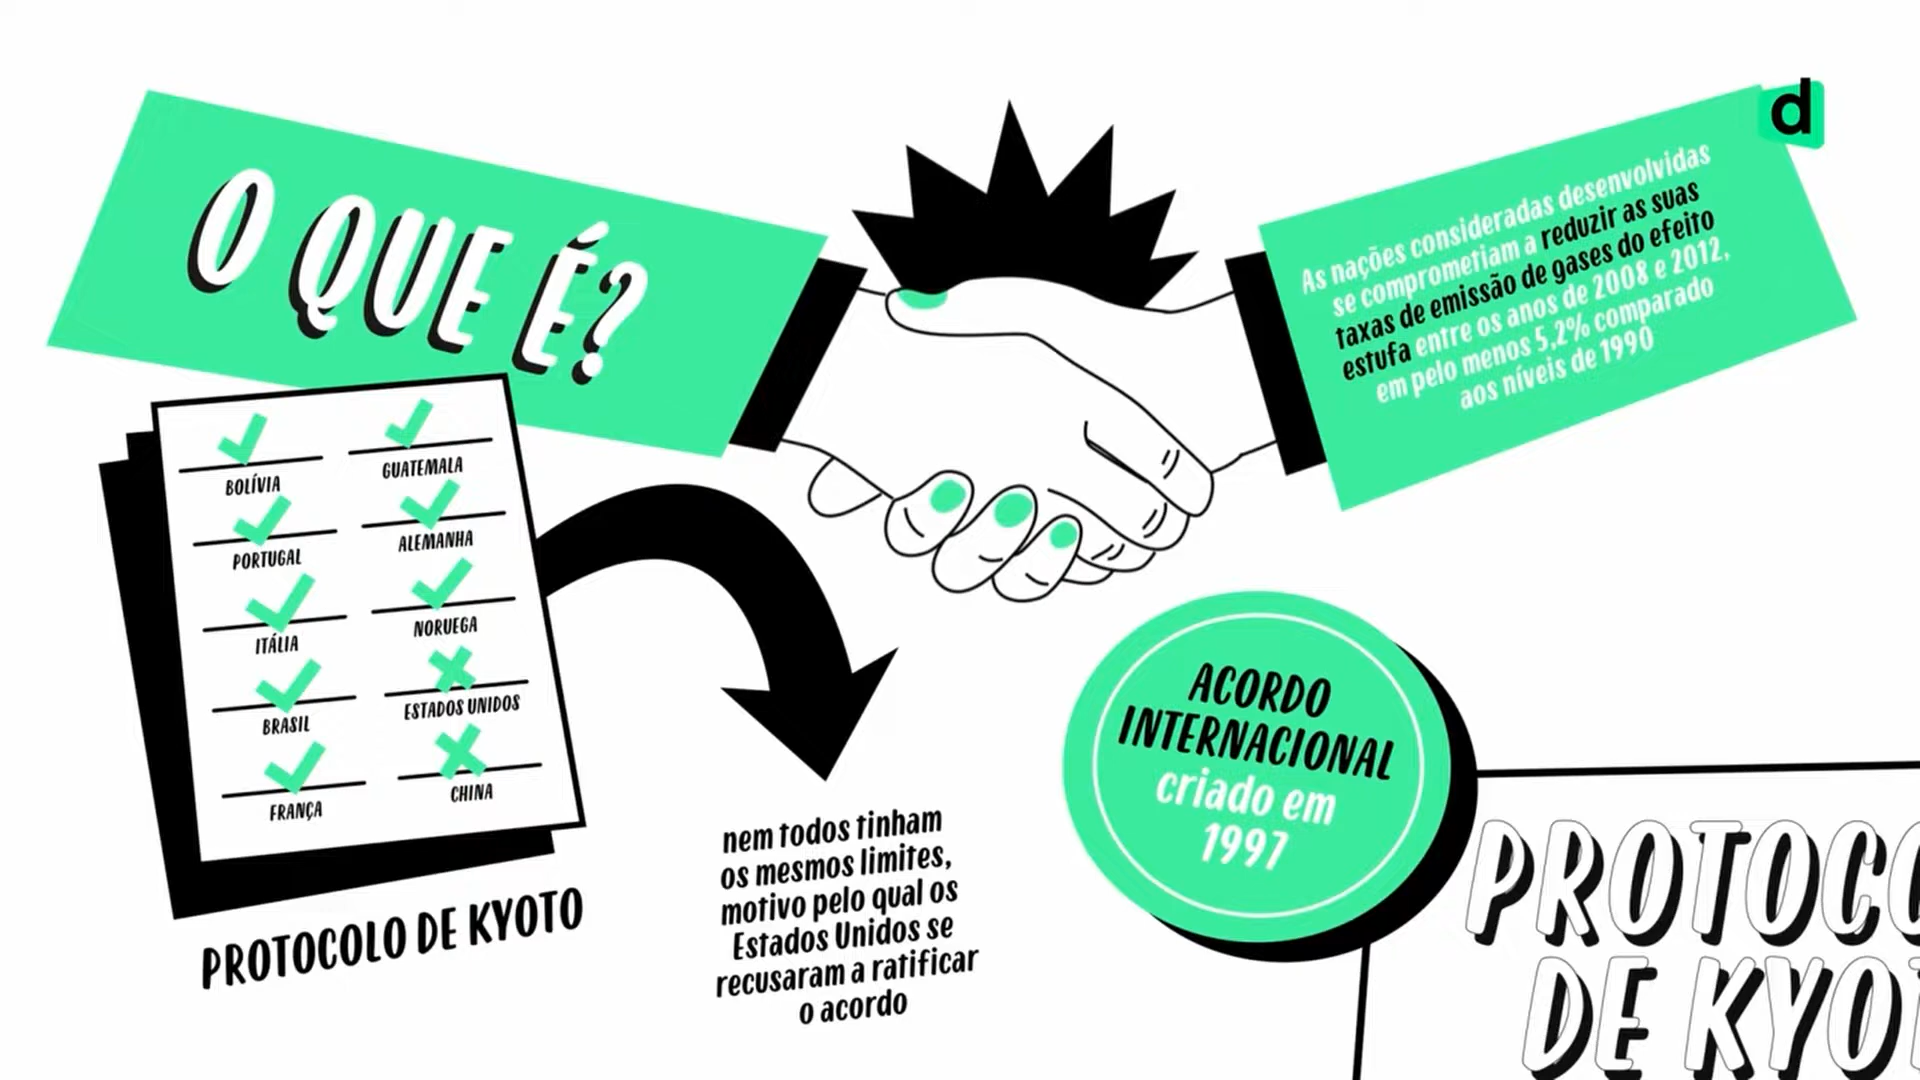 O QUE É?
d
As nações consideradas desenvolvidas
se comprometiam a reduzir as suas
taxas de emissão de gases do efeito
estufa entre os anos de 2008 e 2012,
em pelo menos 5,2% comparado
aos níveis de 1990
BOLÍVIA
GUATEMALA
PORTUGAL
ALEMANHA
ITÁLIA
NORUEGA
BRASIL
ESTADOS UNIDOS
FRANÇA
CHINA
PROTOCOLO DE KYOTO
nem todos tinham
os mesmos limites,
motivo pelo qual os
Estados Unidos se
recusaram a ratificar
o acordo
ACORDO
INTERNACIONAL
criado em
1997
PROTOCO
DE KYO